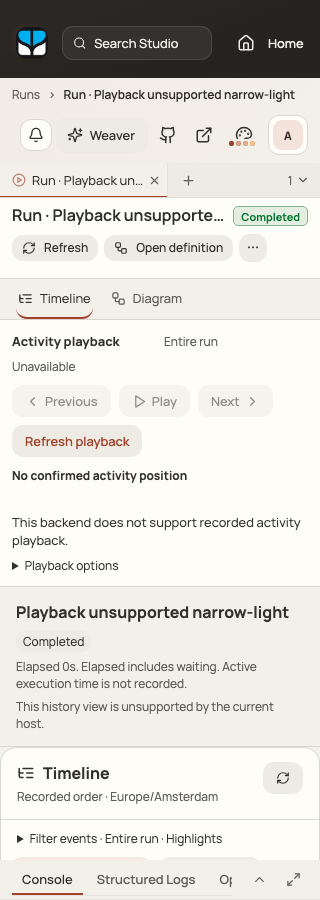 Search Studio
Home
Runs › Run · Playback unsupported narrow-light
Weaver
A
Run · Playback un...
1
Run · Playback unsupporte...
Completed
Refresh
Open definition
...
Timeline
Diagram
Activity playback
Entire run
Unavailable
Previous
Play
Next
Refresh playback
No confirmed activity position
This backend does not support recorded activity
playback.
Playback options
Playback unsupported narrow-light
Completed
Elapsed 0s. Elapsed includes waiting. Active
execution time is not recorded.
This history view is unsupported by the current
host.
Timeline
Recorded order · Europe/Amsterdam
Filter events · Entire run · Highlights
Console
Structured Logs